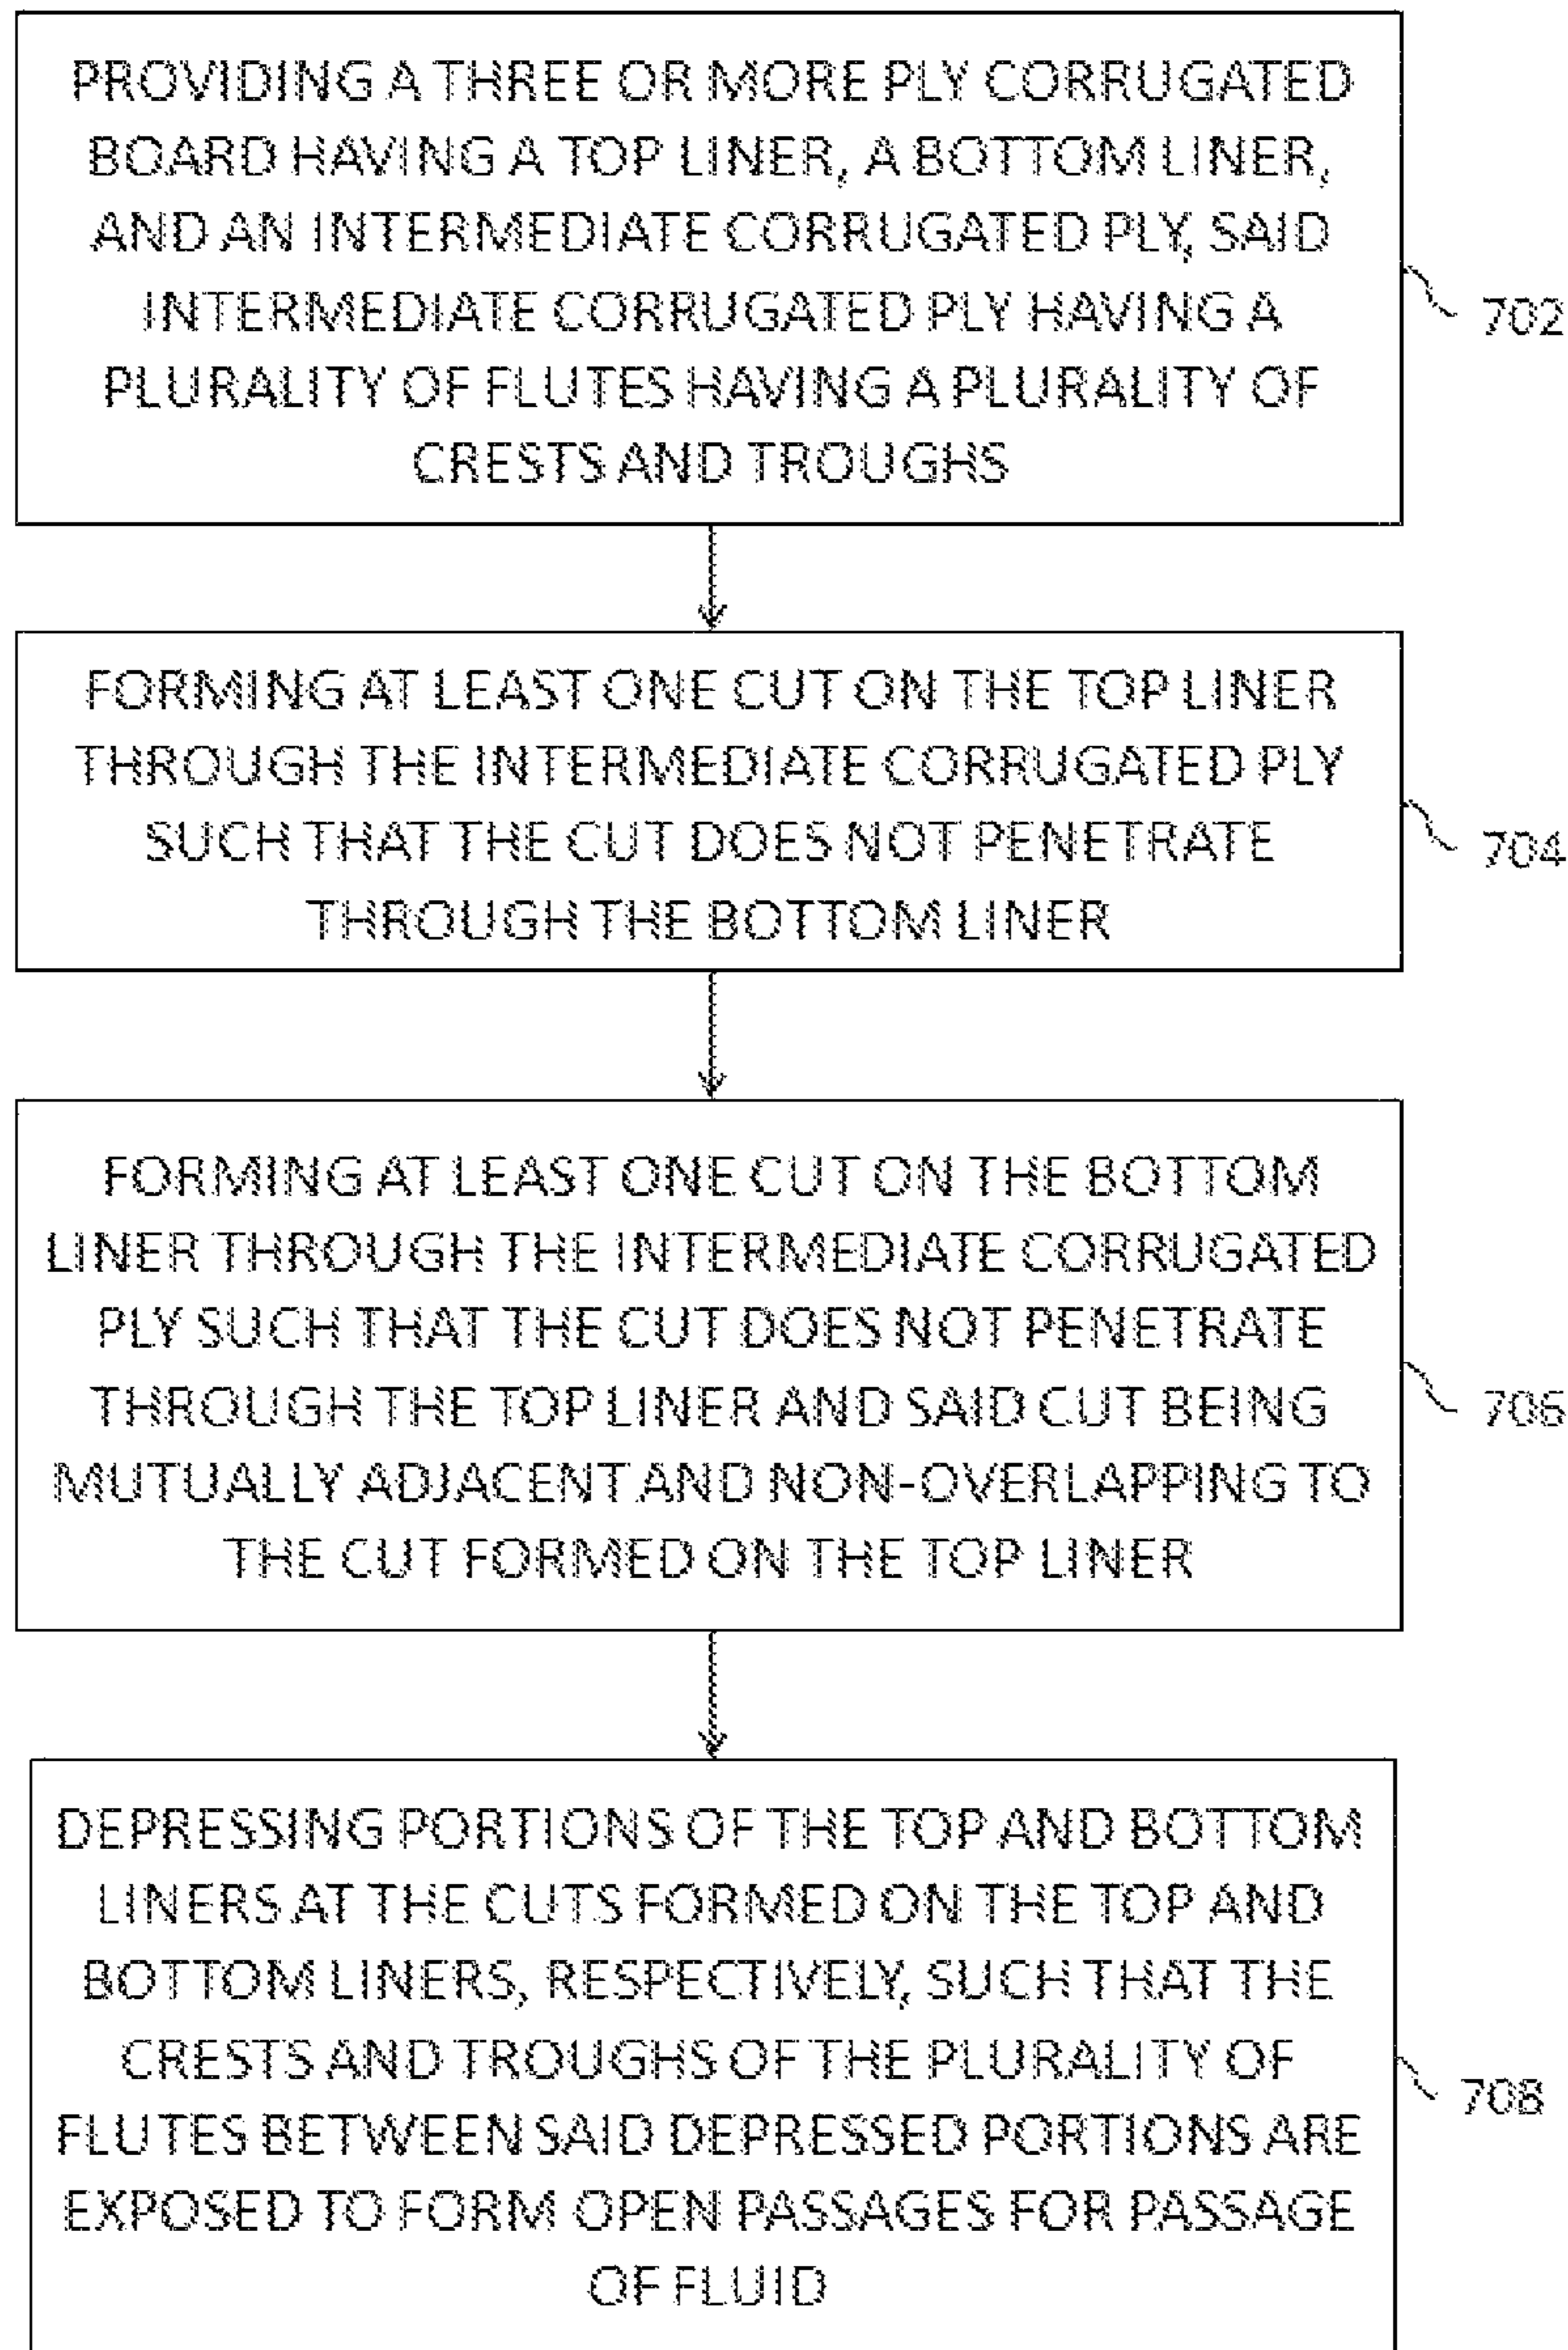 PROVIDING A THREE OR MORE PLY CORRUGATED
BOARD HAVING A TOP LINER, A BOTTOM LINER,
AND AN INTERMEDIATE CORRUGATED PLY, SAID
INTERMEDIATE CORRUGATED PLY HAVING A
PLURALITY OF FLUTES HAVING A PLURALITY OF
CRESTS AND TROUGHS
702
FORMING AT LEAST ONE CUT ON THE TOP LINER
THROUGH THE INTERMEDIATE CORRUGATED PLY
SUCH THAT THE CUT DOES NOT PENETRATE
THROUGH THE BOTTOM LINER
704
FORMING AT LEAST ONE CUT ON THE BOTTOM
LINER THROUGH THE INTERMEDIATE CORRUGATED
PLY SUCH THAT THE CUT DOES NOT PENETRATE
THROUGH THE TOP LINER AND SAID CUT BEING
MUTUALLY ADJACENT AND NON-OVERLAPPING TO
THE CUT FORMED ON THE TOP LINER
706
DEPRESSING PORTIONS OF THE TOP AND BOTTOM
LINERS AT THE CUTS FORMED ON THE TOP AND
BOTTOM LINERS, RESPECTIVELY, SUCH THAT THE
CRESTS AND TROUGHS OF THE PLURALITY OF
FLUTES BETWEEN SAID DEPRESSED PORTIONS ARE
EXPOSED TO FORM OPEN PASSAGES FOR PASSAGE
OF FLUID
708